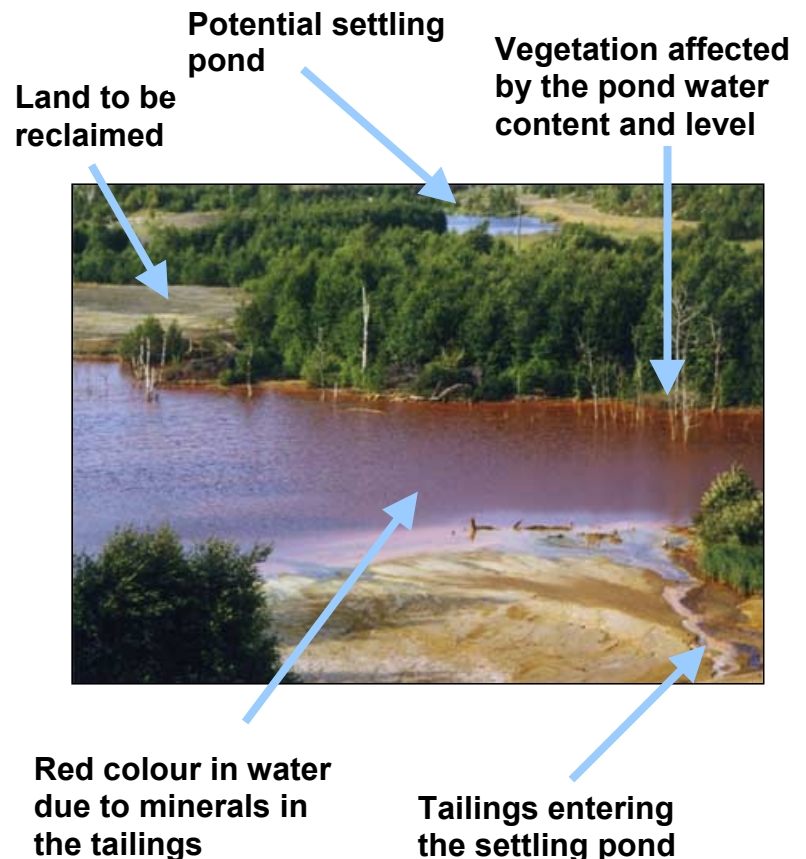 Potential settling
pond
Vegetation affected
by the pond water
content and level
Land to be
reclaimed
Red colour in water
due to minerals in
the tailings
Tailings entering
the settling pond